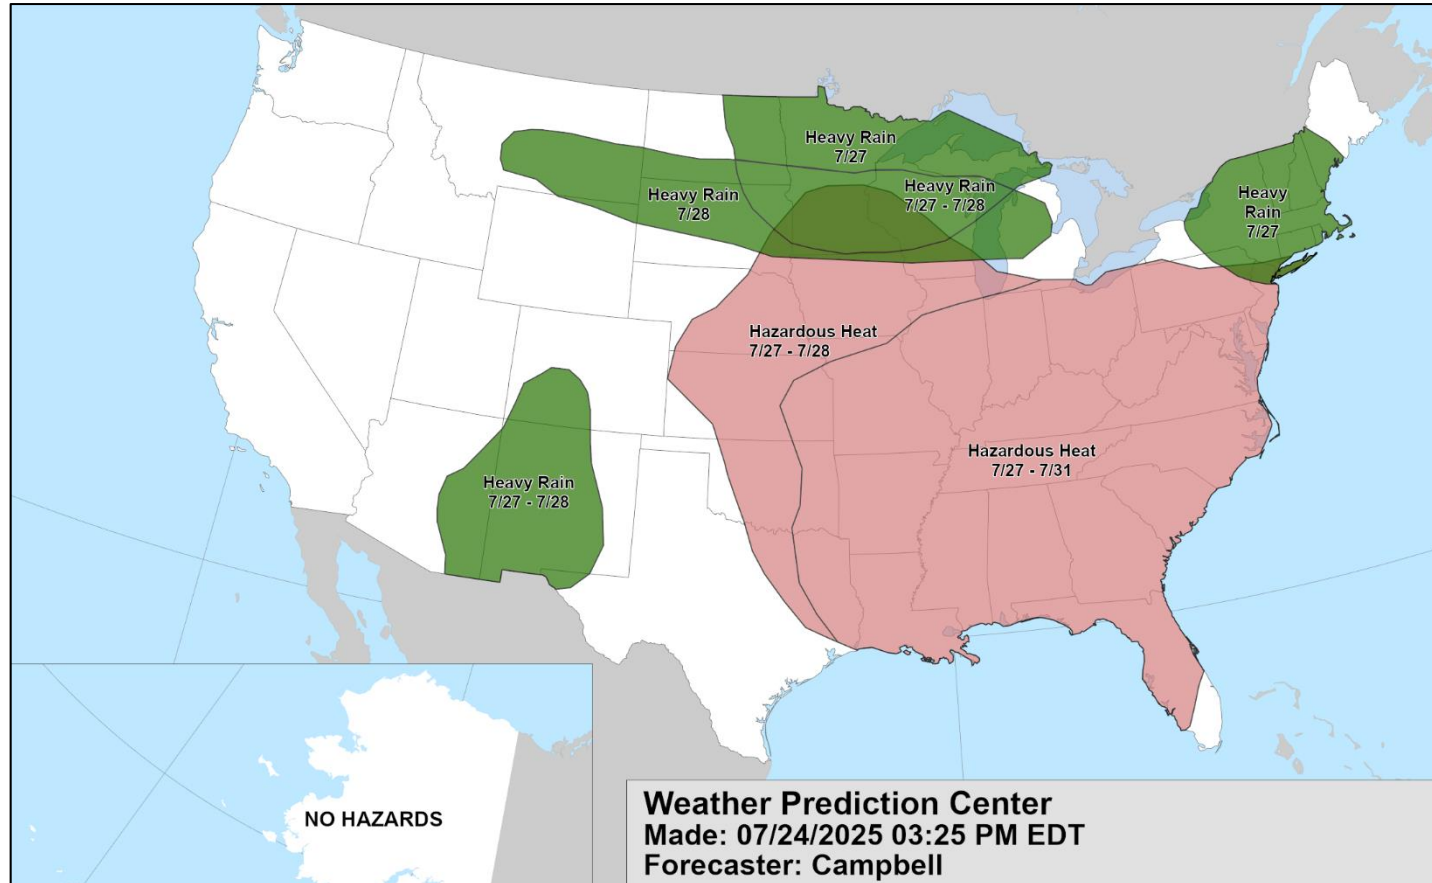 Heavy Rain
7/27
Heavy Rain
7/28
Heavy Rain
7/27 - 7/28
Heavy
Rain
7/27
Hazardous Heat
7/27 - 7/28
Hazardous Heat
7/27 - 7/31
Heavy Rain
7/27 - 7/28
NO HAZARDS
Weather Prediction Center
Made: 07/24/2025 03:25 PM EDT
Forecaster: Campbell